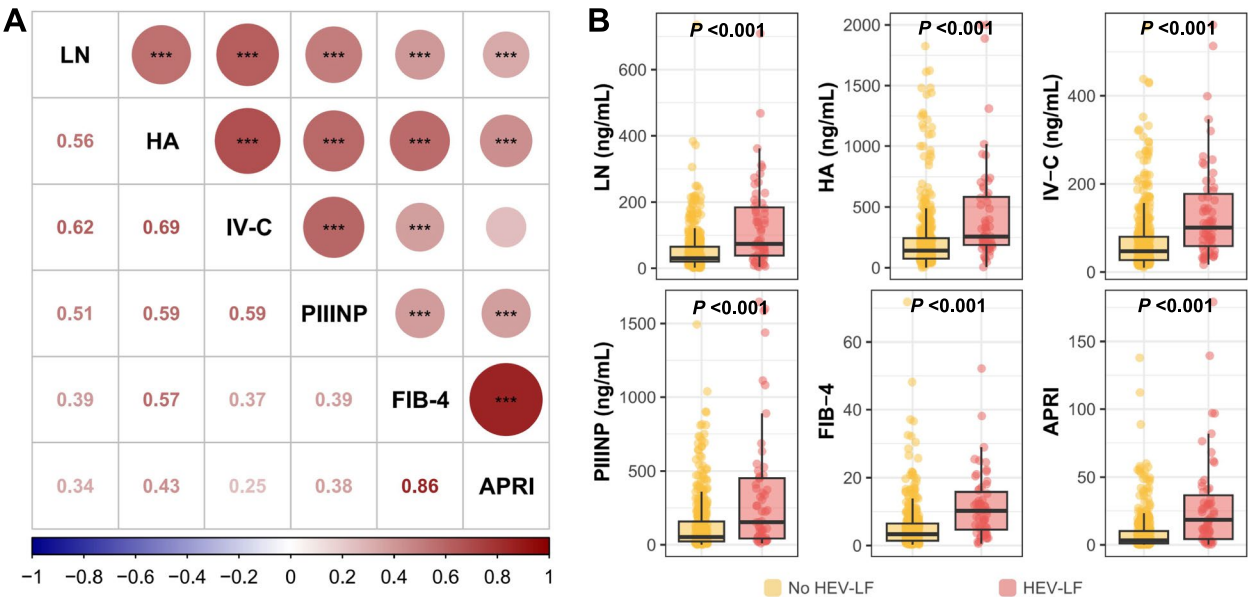 A
LN *** *** *** *** ***
0.56 HA *** *** *** ***
0.62 0.69 IV-C *** ***
0.51 0.59 0.59 PIIINP *** ***
0.39 0.57 0.37 0.39 FIB-4 ***
0.34 0.43 0.25 0.38 0.86 APRI
−1 −0.8 −0.6 −0.4 −0.2 0 0.2 0.4 0.6 0.8 1
B
P <0.001
LN (ng/mL)
600
400
200
0
P <0.001
HA (ng/mL)
2000
1500
1000
500
0
P <0.001
IV−C (ng/mL)
400
200
0
P <0.001
PIIINP (ng/mL)
1500
1000
500
0
P <0.001
FIB−4
60
40
20
0
P <0.001
APRI
150
100
50
0
No HEV-LF HEV-LF